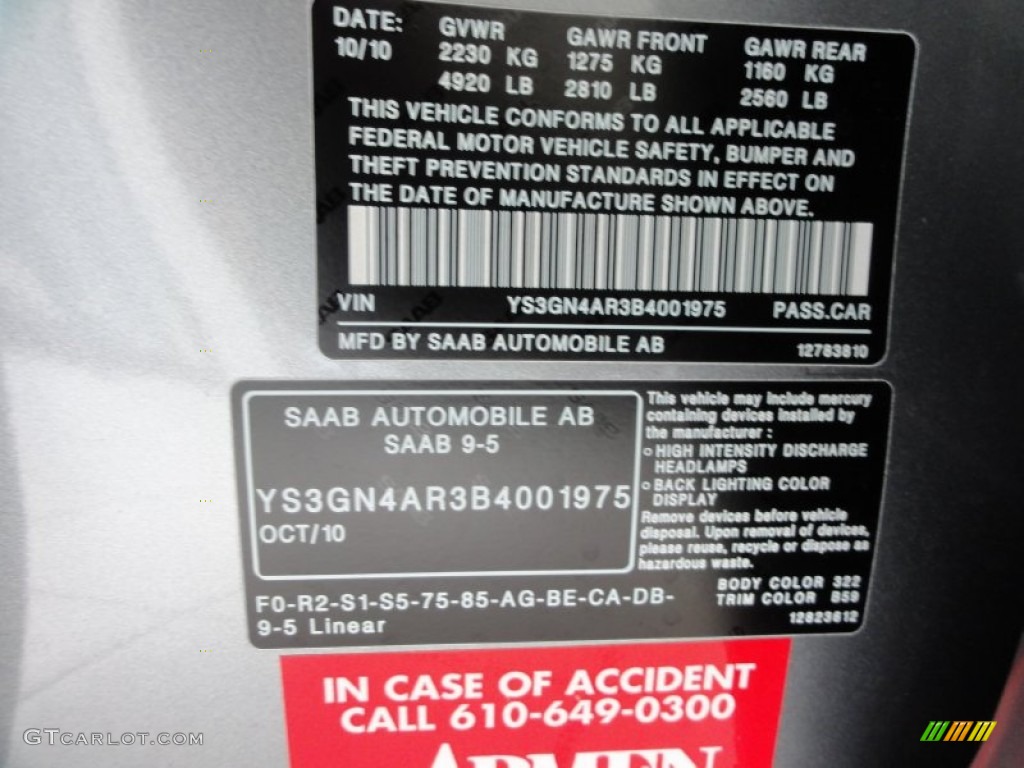 DATE: GVWR GAWR FRONT GAWR REAR
10/10 2230 KG 1275 KG 1160 KG
4920 LB 2810 LB 2560 LB
THIS VEHICLE CONFORMS TO ALL APPLICABLE
FEDERAL MOTOR VEHICLE SAFETY, BUMPER AND
THEFT PREVENTION STANDARDS IN EFFECT ON
THE DATE OF MANUFACTURE SHOWN ABOVE.
VIN YS3GN4AR3B4001975 PASS.CAR
MFD BY SAAB AUTOMOBILE AB 12783810
SAAB AUTOMOBILE AB
SAAB 9-5
YS3GN4AR3B4001975
OCT/10
This vehicle may include mercury
containing devices installed by
the manufacturer :
HIGH INTENSITY DISCHARGE
HEADLAMPS
BACK LIGHTING COLOR
DISPLAY
Remove devices before vehicle
disposal. Upon removal of devices,
please reuse, recycle or dispose as
hazardous waste.
F0-R2-S1-S5-75-85-AG-BE-CA-DB-
9-5 Linear
BODY COLOR 322
TRIM COLOR B59
12823612
IN CASE OF ACCIDENT
CALL 610-649-0300
ARMEN
GTCARLOT.COM